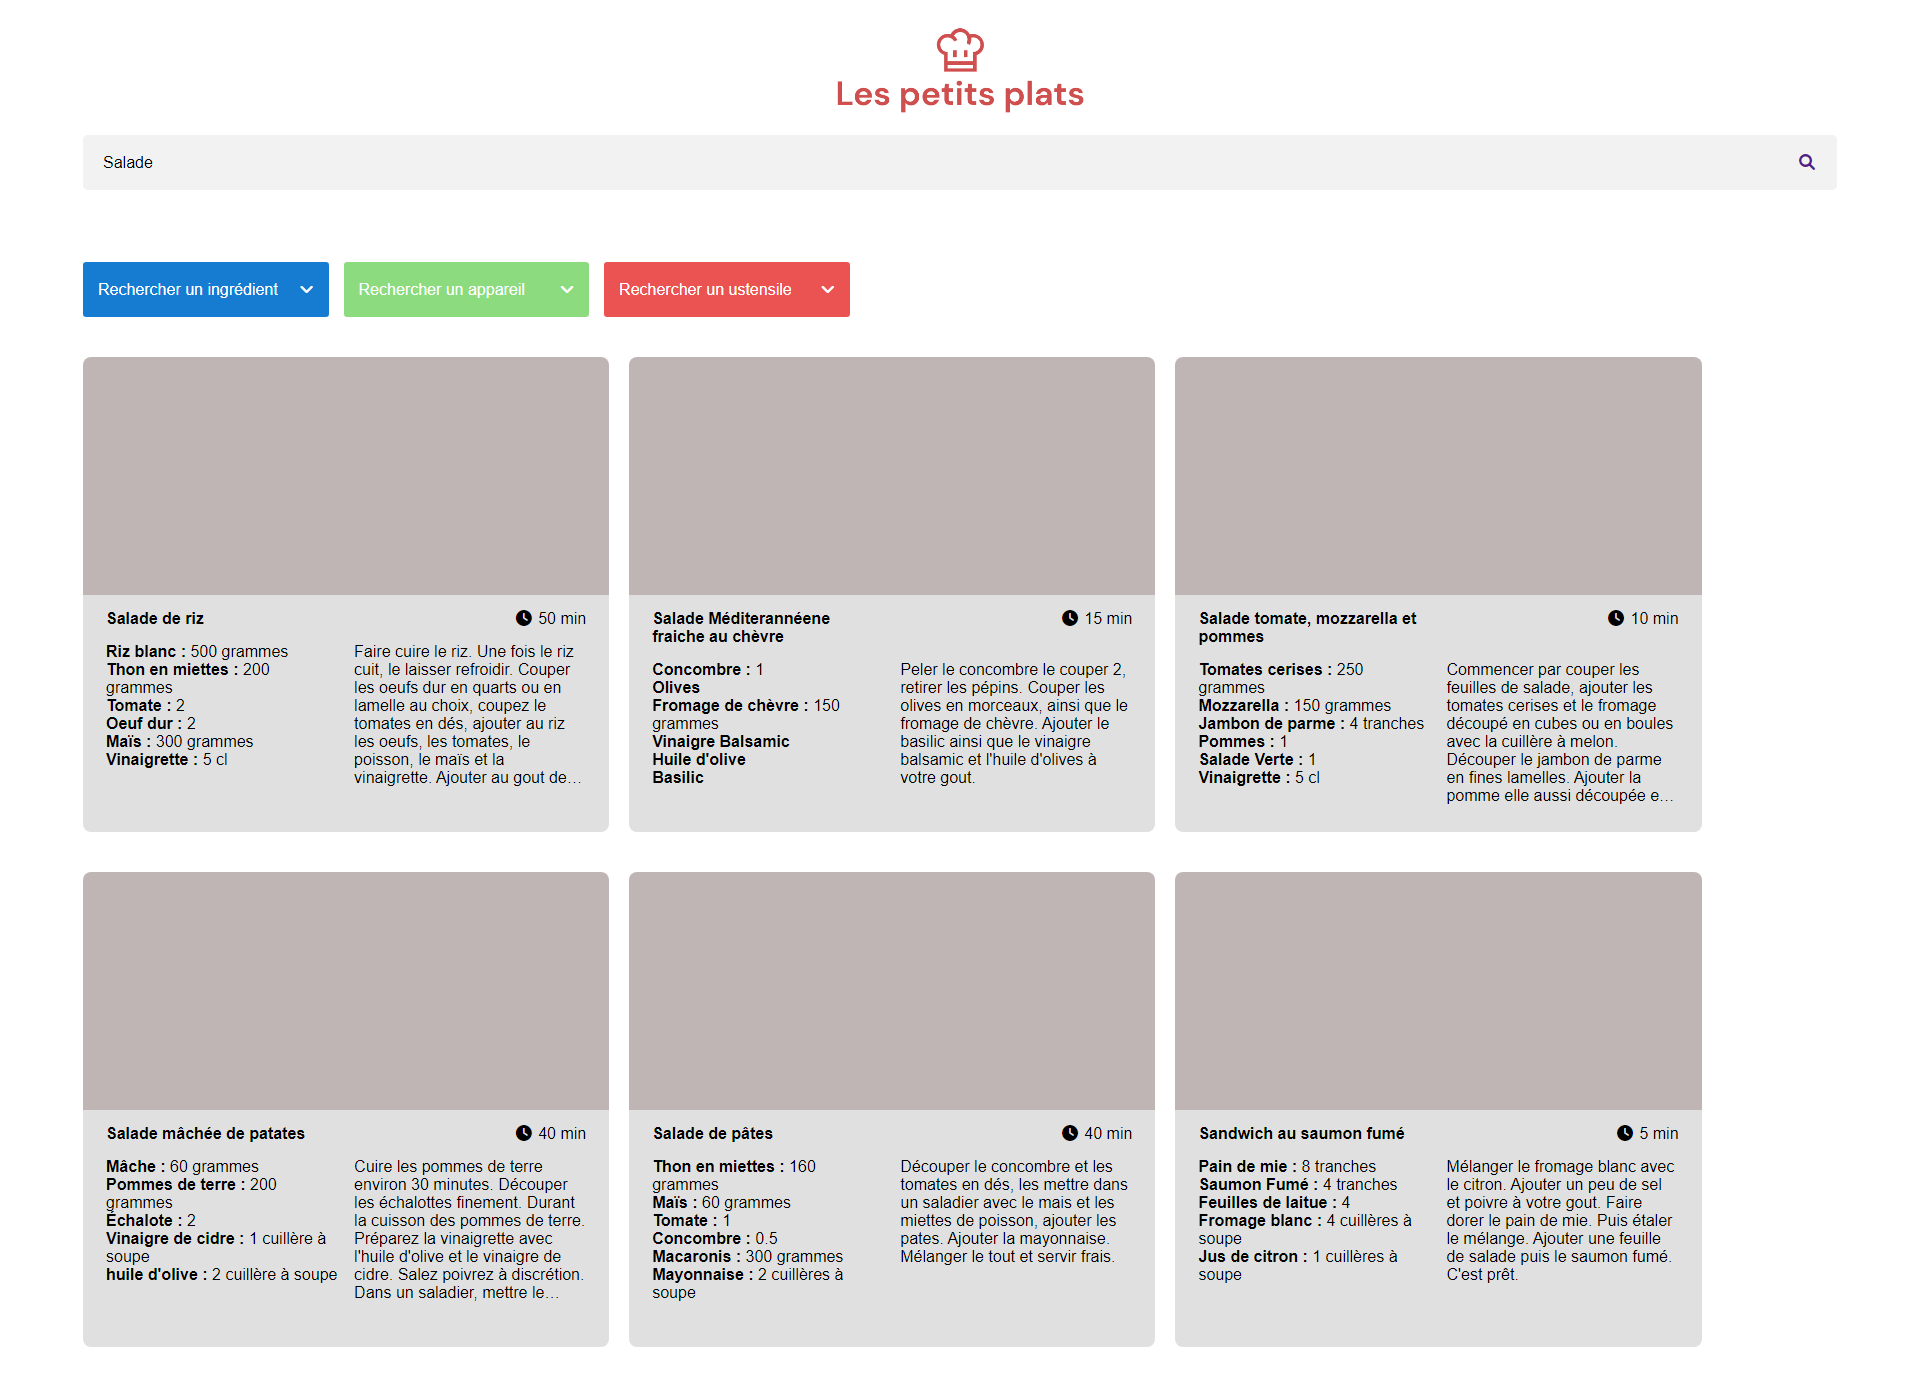 Les petits plats
Salade
Rechercher un ingrédient
Rechercher un appareil
Rechercher un ustensile
Salade de riz
50 min
Riz blanc : 500 grammes
Thon en miettes : 200
grammes
Tomate : 2
Oeuf dur : 2
Maïs : 300 grammes
Vinaigrette : 5 cl
Faire cuire le riz. Une fois le riz
cuit, le laisser refroidir. Couper
les oeufs dur en quarts ou en
lamelle au choix, coupez le
tomates en dés, ajouter au riz
les oeufs, les tomates, le
poisson, le maïs et la
vinaigrette. Ajouter au gout de…
Salade Méditerannéene
fraiche au chèvre
15 min
Concombre : 1
Olives
Fromage de chèvre : 150
grammes
Vinaigre Balsamic
Huile d'olive
Basilic
Peler le concombre le couper 2,
retirer les pépins. Couper les
olives en morceaux, ainsi que le
fromage de chèvre. Ajouter le
basilic ainsi que le vinaigre
balsamic et l'huile d'olives à
votre gout.
Salade tomate, mozzarella et
pommes
10 min
Tomates cerises : 250
grammes
Mozzarella : 150 grammes
Jambon de parme : 4 tranches
Pommes : 1
Salade Verte : 1
Vinaigrette : 5 cl
Commencer par couper les
feuilles de salade, ajouter les
tomates cerises et le fromage
découpé en cubes ou en boules
avec la cuillère à melon.
Découper le jambon de parme
en fines lamelles. Ajouter la
pomme elle aussi découpée e…
Salade mâchée de patates
40 min
Mâche : 60 grammes
Pommes de terre : 200
grammes
Échalote : 2
Vinaigre de cidre : 1 cuillère à
soupe
huile d'olive : 2 cuillère à soupe
Cuire les pommes de terre
environ 30 minutes. Découper
les échalottes finement. Durant
la cuisson des pommes de terre.
Préparez la vinaigrette avec
l'huile d'olive et le vinaigre de
cidre. Salez poivrez à discrétion.
Dans un saladier, mettre le…
Salade de pâtes
40 min
Thon en miettes : 160
grammes
Maïs : 60 grammes
Tomate : 1
Concombre : 0.5
Macaronis : 300 grammes
Mayonnaise : 2 cuillères à
soupe
Découper le concombre et les
tomates en dés, les mettre dans
un saladier avec le mais et les
miettes de poisson, ajouter les
pates. Ajouter la mayonnaise.
Mélanger le tout et servir frais.
Sandwich au saumon fumé
5 min
Pain de mie : 8 tranches
Saumon Fumé : 4 tranches
Feuilles de laitue : 4
Fromage blanc : 4 cuillères à
soupe
Jus de citron : 1 cuillères à
soupe
Mélanger le fromage blanc avec
le citron. Ajouter un peu de sel
et poivre à votre gout. Faire
dorer le pain de mie. Puis étaler
le mélange. Ajouter une feuille
de salade puis le saumon fumé.
C'est prêt.